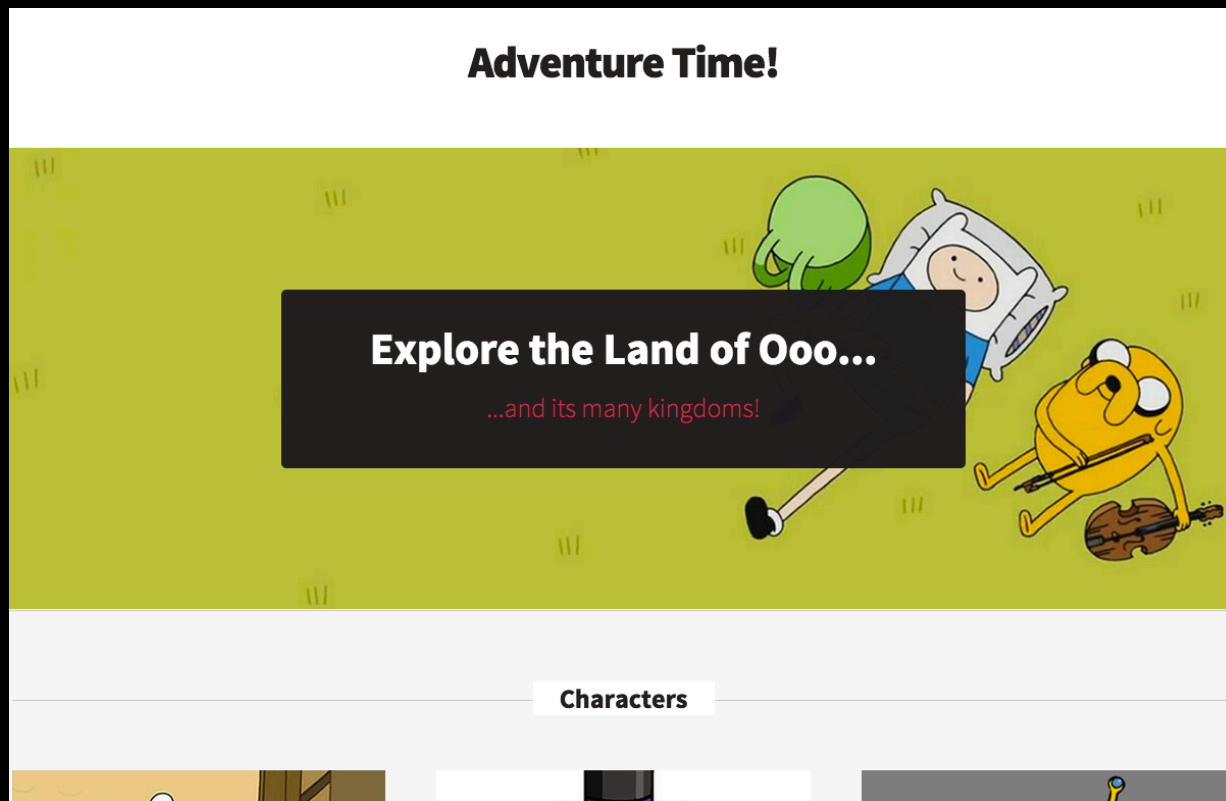 Adventure Time!
Explore the Land of Ooo...
...and its many kingdoms!
Characters